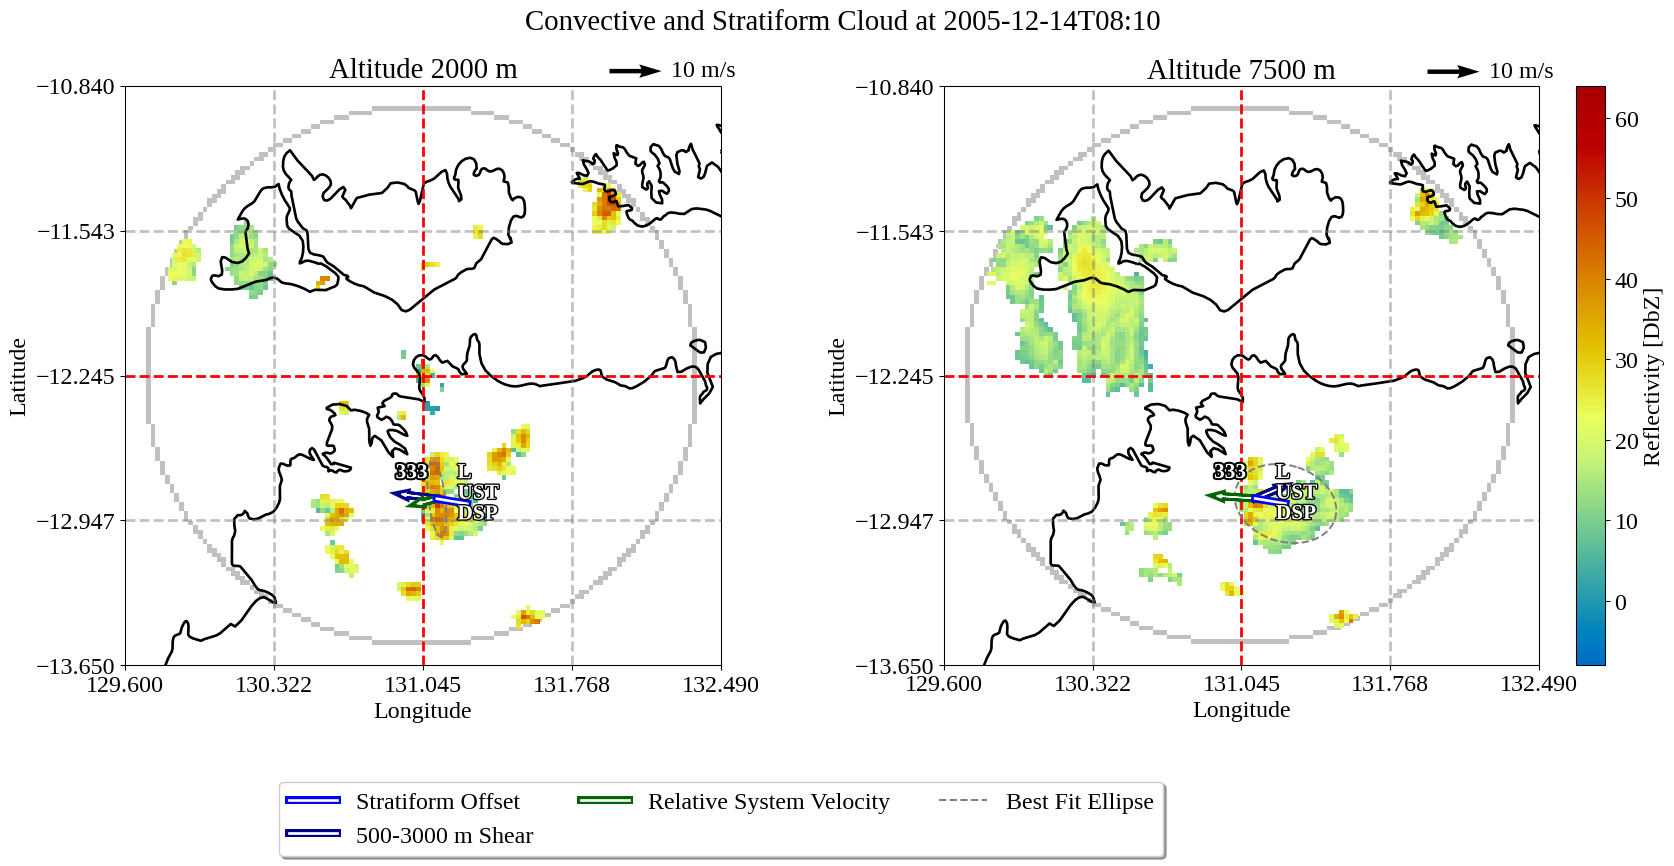 Convective and Stratiform Cloud at 2005-12-14T08:10
Altitude 2000 m
10 m/s
−10.840
−11.543
−12.245
−12.947
−13.650
Latitude
129.600
130.322
131.045
131.768
132.490
Longitude
333
L
UST
DSP
Altitude 7500 m
10 m/s
−10.840
−11.543
−12.245
−12.947
−13.650
Latitude
129.600
130.322
131.045
131.768
132.490
Longitude
333
L
UST
DSP
60
50
40
30
20
10
0
Reflectivity [DbZ]
Stratiform Offset
500-3000 m Shear
Relative System Velocity
Best Fit Ellipse